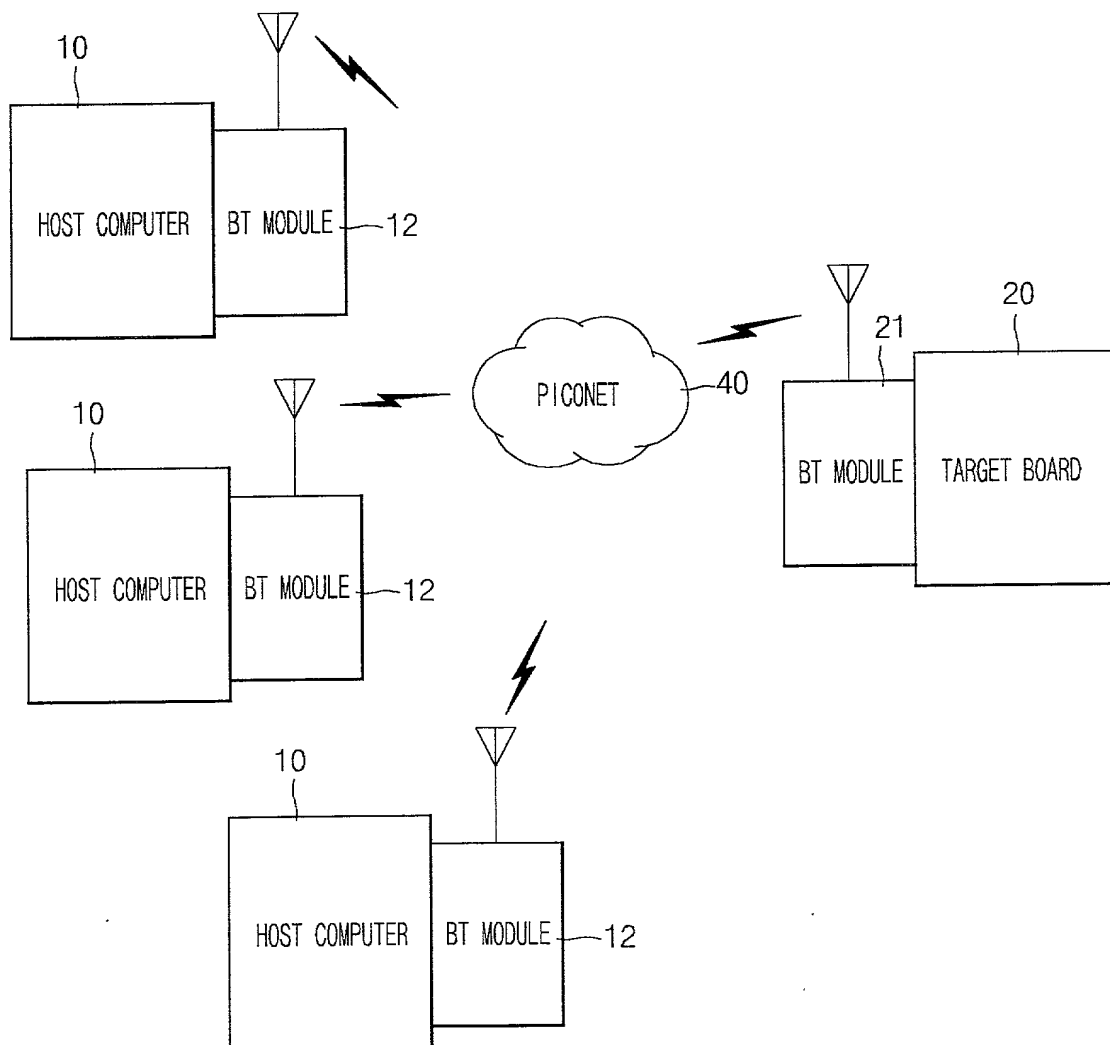 10
HOST COMPUTER
BT MODULE
12
20
21
PICONET
40
10
BT MODULE
TARGET BOARD
HOST COMPUTER
BT MODULE
12
10
HOST COMPUTER
BT MODULE
12